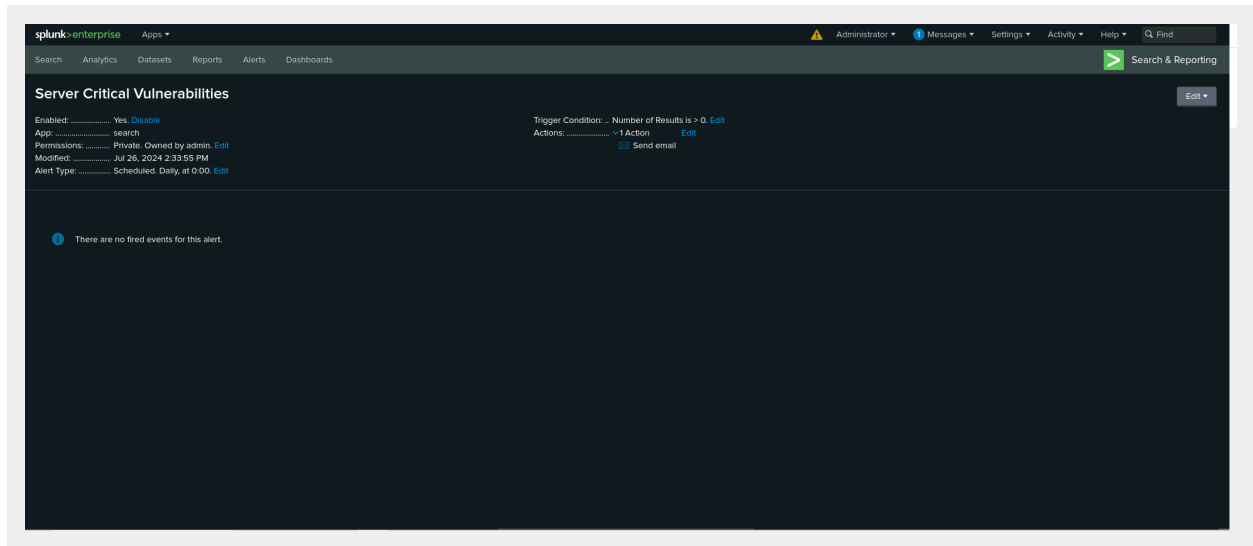 splunk>enterprise Apps Administrator 1 Messages Settings Activity Help Find
Search Analytics Datasets Reports Alerts Dashboards > Search & Reporting
Server Critical Vulnerabilities Edit
Enabled: .................. Yes. Disable
App: .......................... search
Permissions: ........... Private. Owned by admin. Edit
Modified: .................. Jul 26, 2024 2:33:55 PM
Alert Type: ............... Scheduled. Daily, at 0:00. Edit
Trigger Condition: .. Number of Results is > 0. Edit
Actions: .................... 1 Action Edit
Send email
i There are no fired events for this alert.